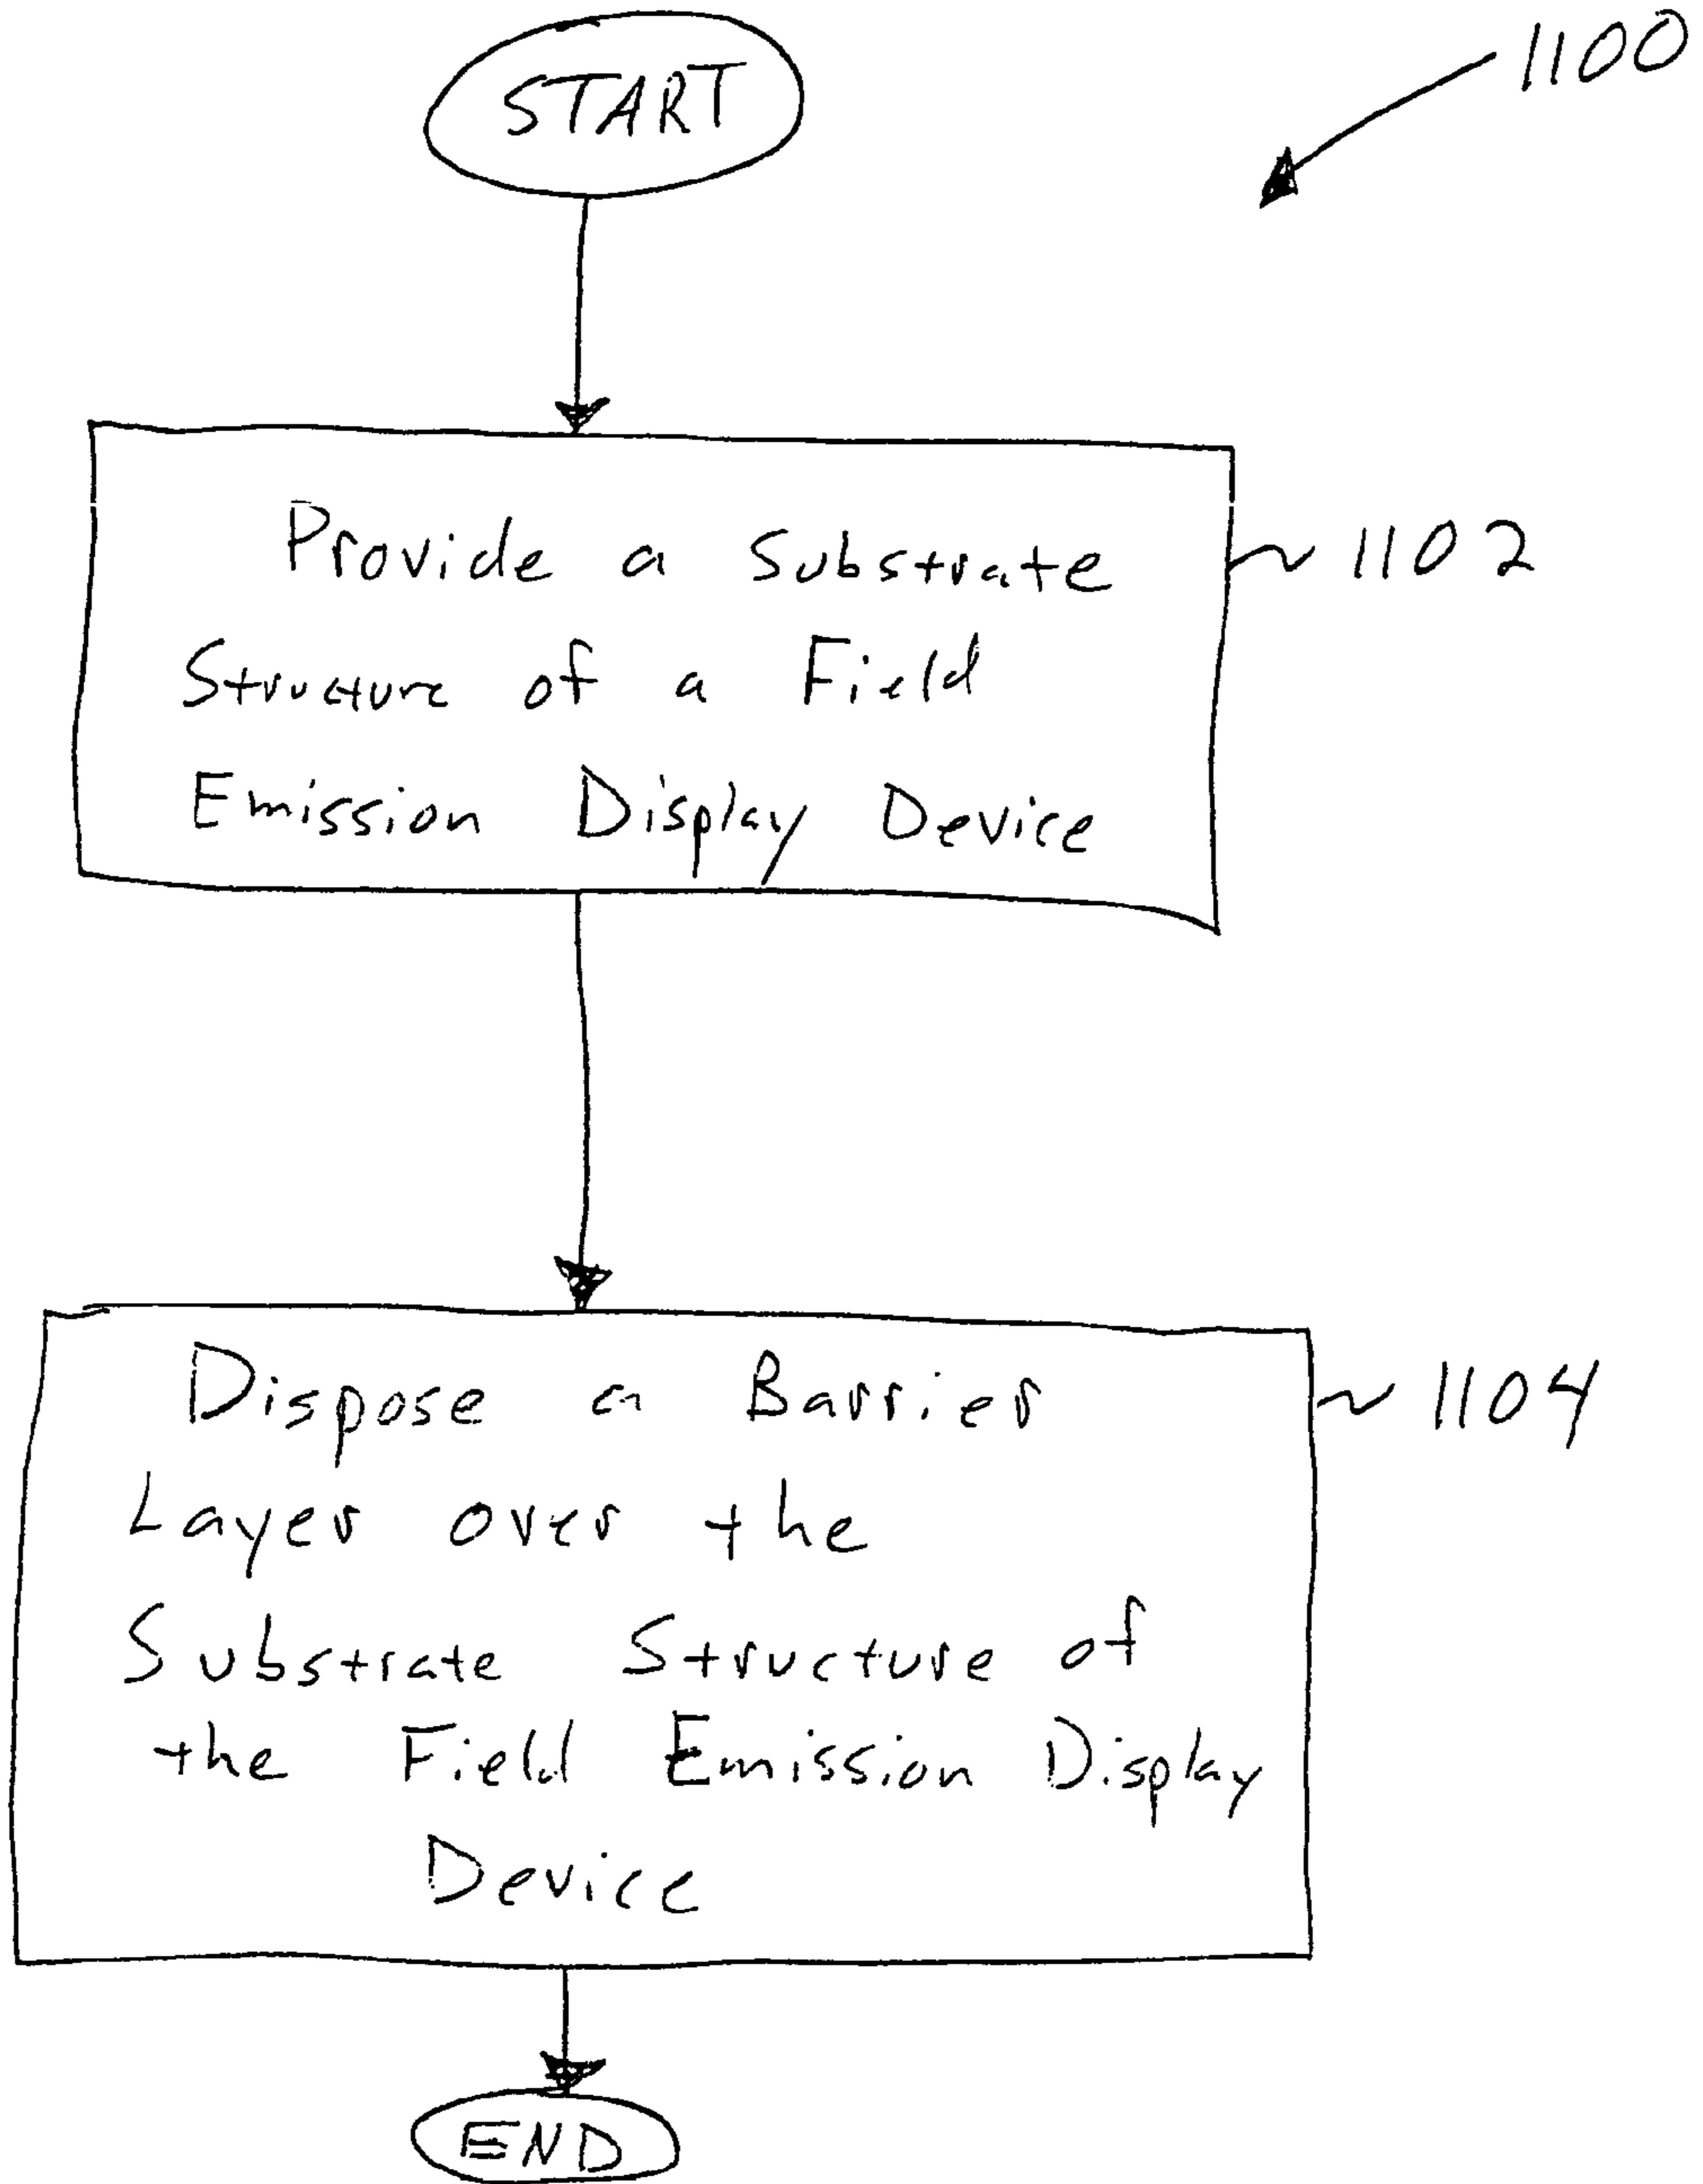 START
1100
Provide a Substrate
Structure of a Field
Emission Display Device
~ 1102
Dispose a Barrier
Layer over the
Substrate Structure of
the Field Emission Display
Device
~ 1104
END